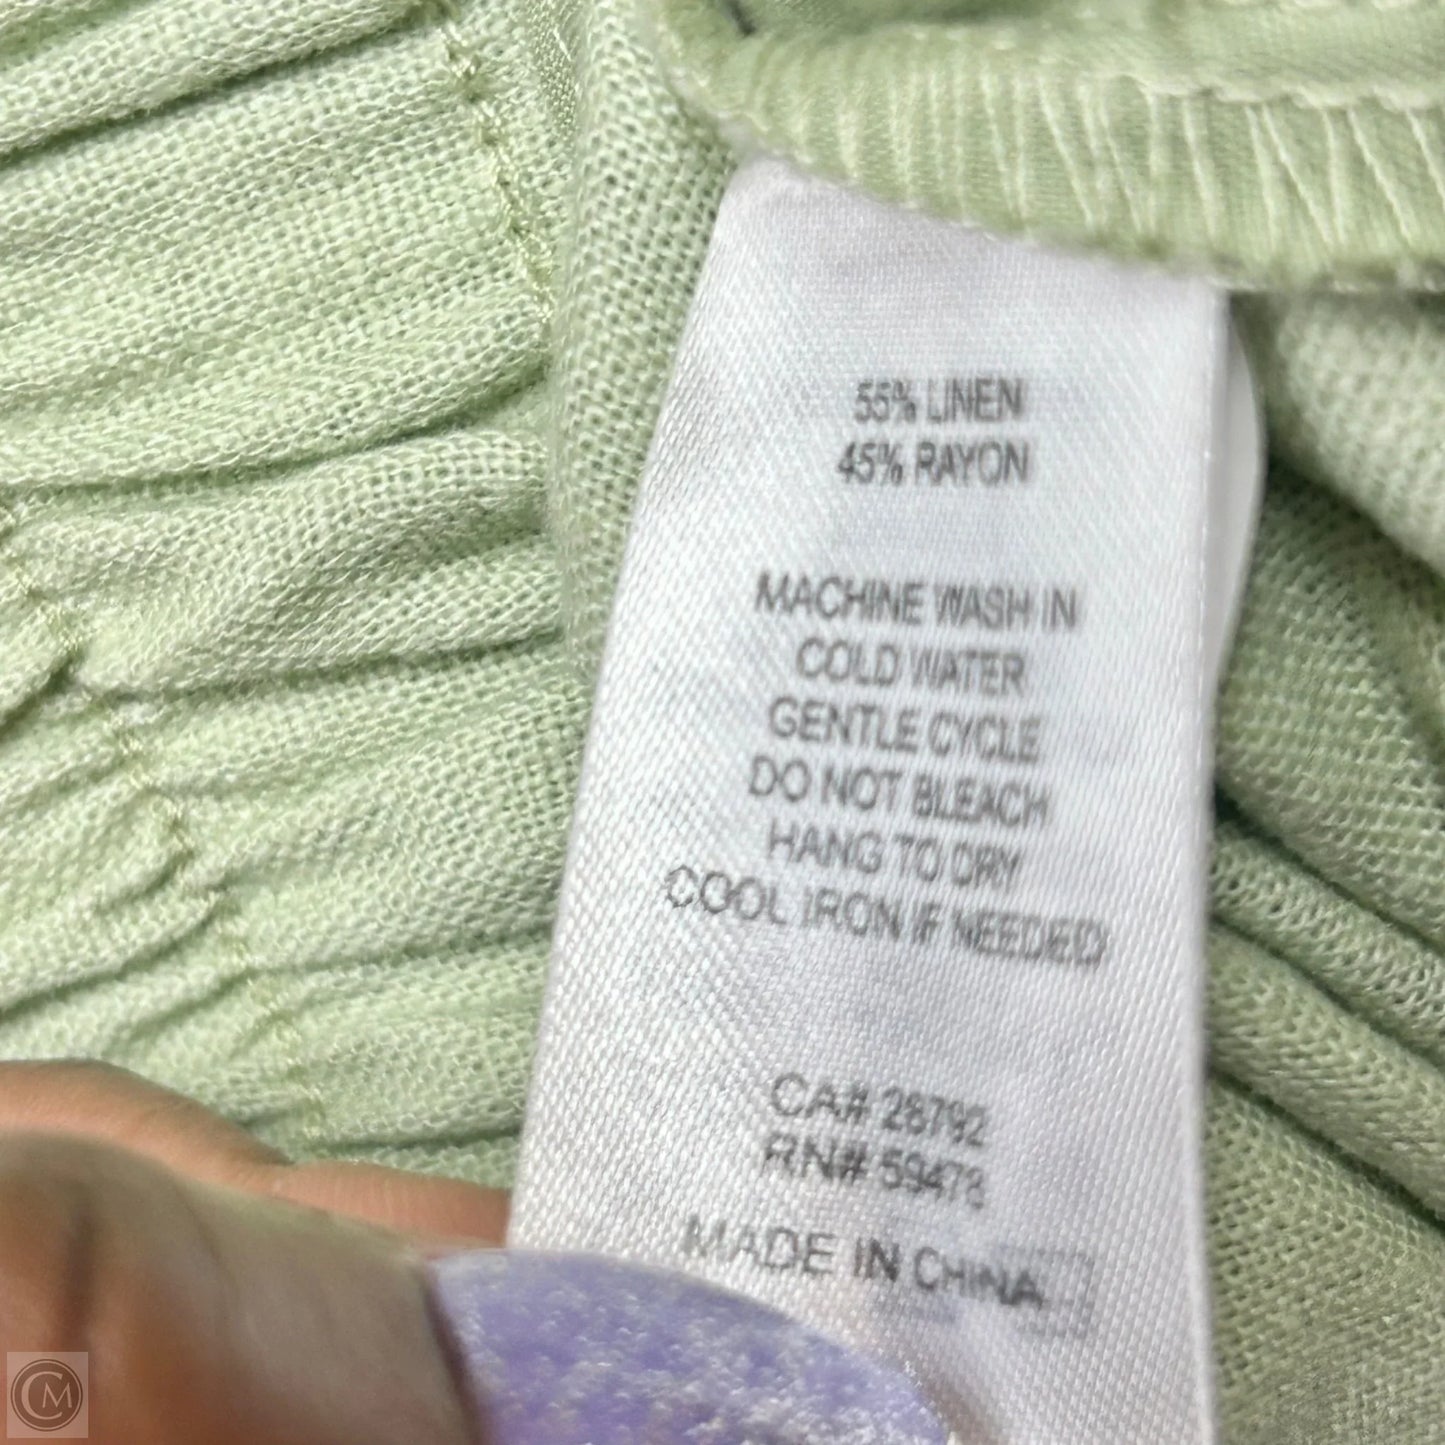 55% LINEN
45% RAYON
MACHINE WASH IN
COLD WATER
GENTLE CYCLE
DO NOT BLEACH
HANG TO DRY
COOL IRON IF NEEDED
CA# 28792
RN# 59478
MADE IN CHINA
CM